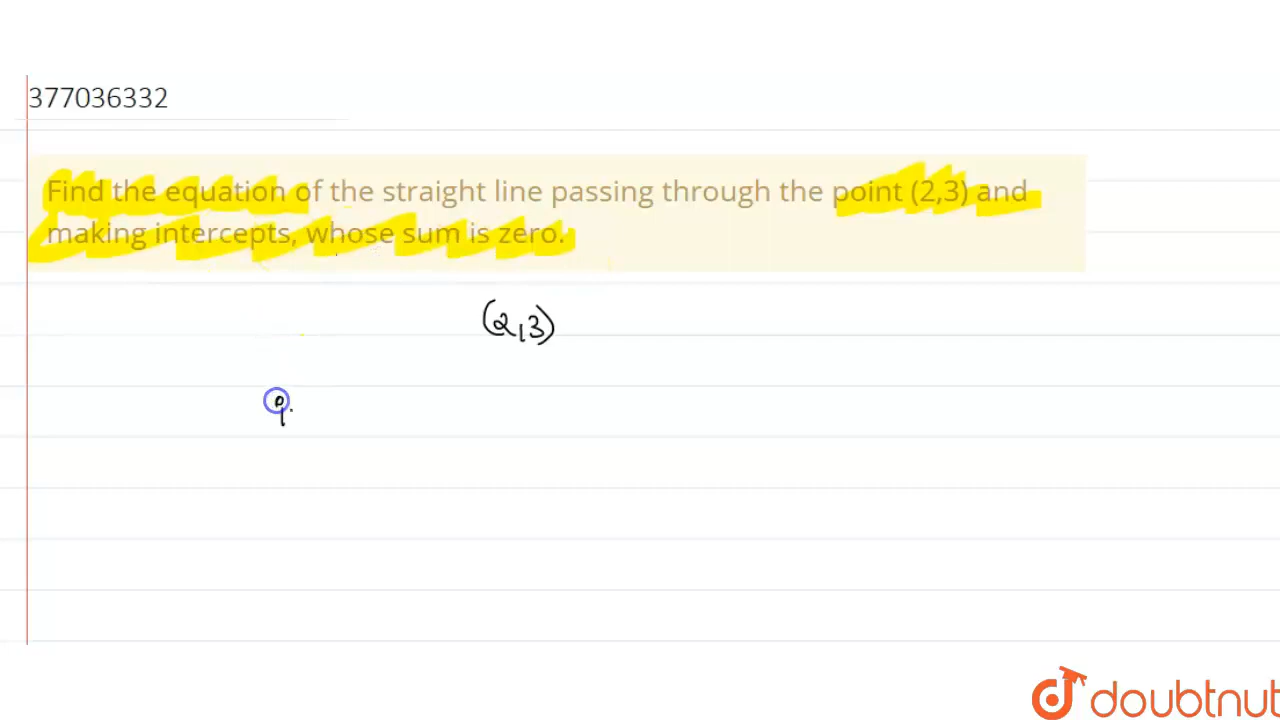 377036332
Find the equation of the straight line passing through the point (2,3) and
making intercepts, whose sum is zero.
(2,3)
doubtnut